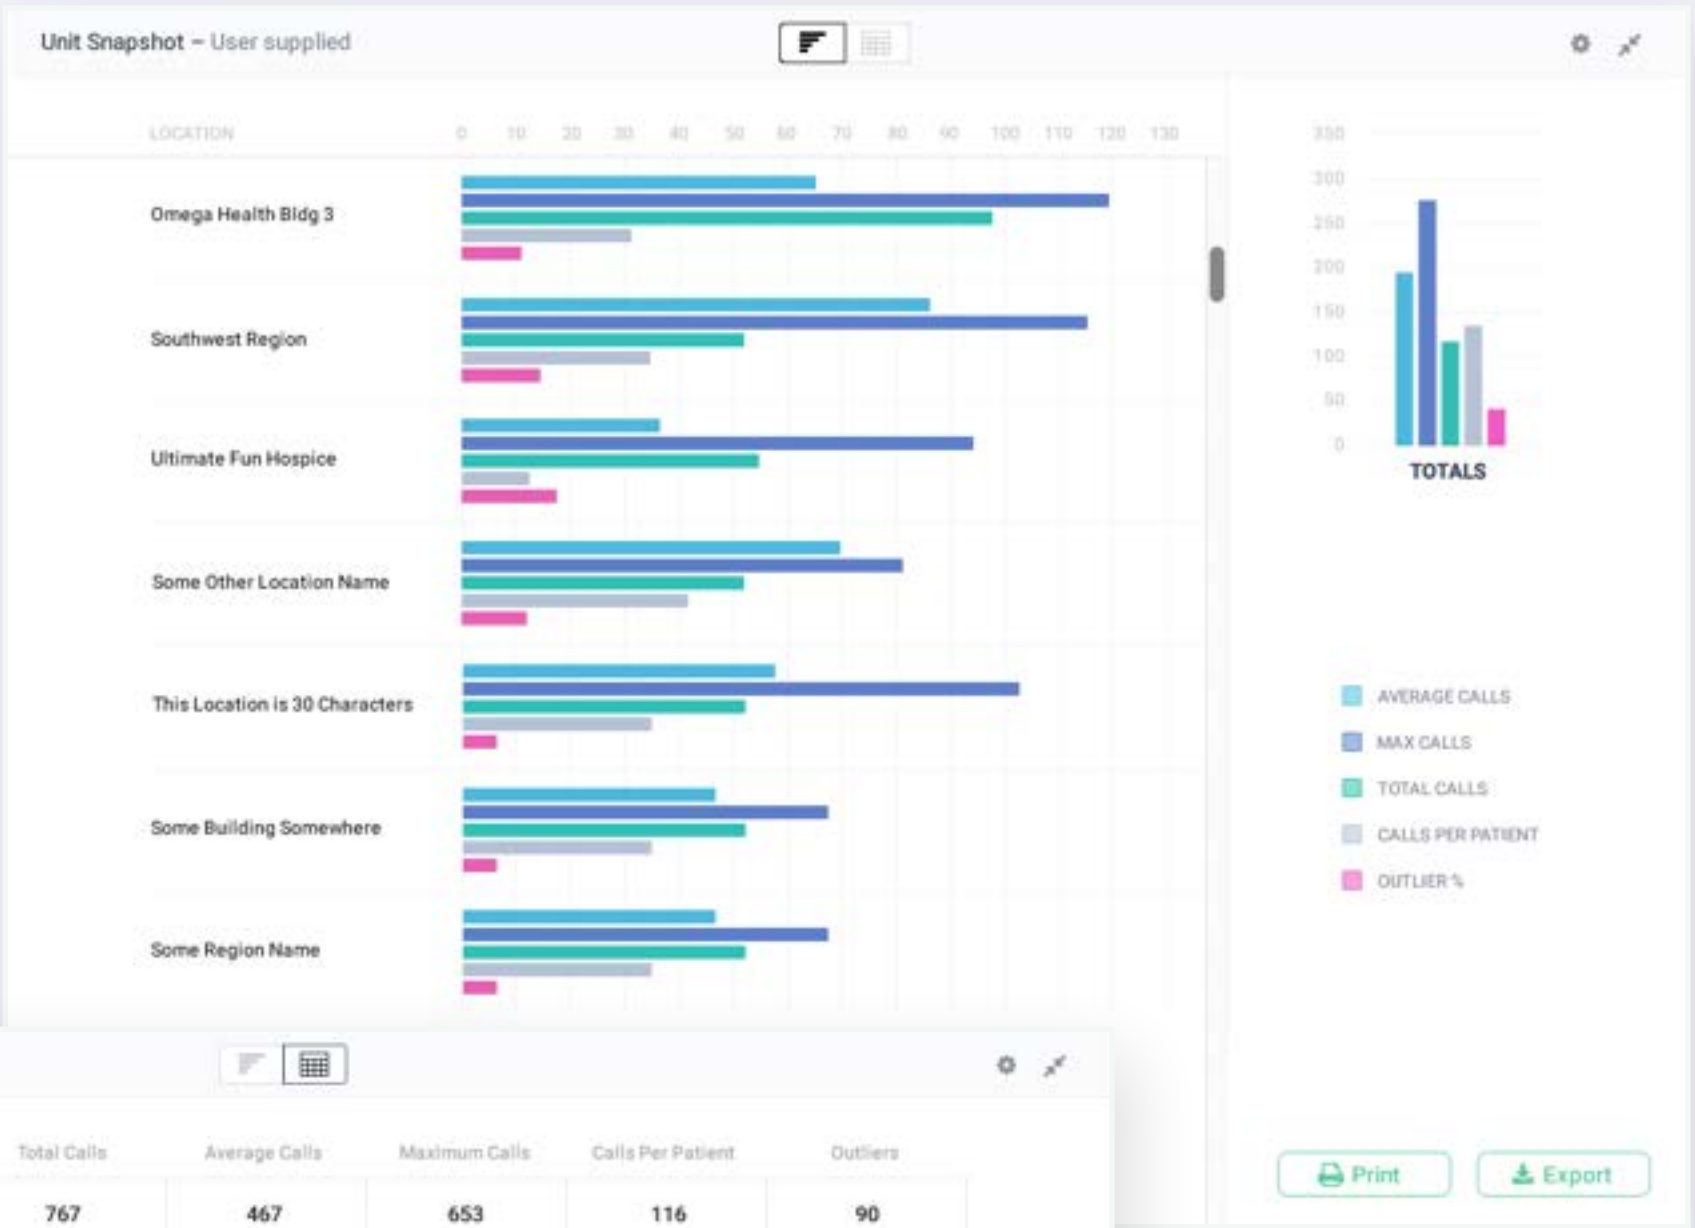 Unit Snapshot – User supplied
LOCATION
0 10 20 30 40 50 60 70 80 90 100 110 120 130
Omega Health Bldg 3
Southwest Region
Ultimate Fun Hospice
Some Other Location Name
This Location is 30 Characters
Some Building Somewhere
Some Region Name
350
300
250
200
150
100
50
0
TOTALS
AVERAGE CALLS
MAX CALLS
TOTAL CALLS
CALLS PER PATIENT
OUTLIER %
Total Calls Average Calls Maximum Calls Calls Per Patient Outliers
767 467 653 116 90
Print Export